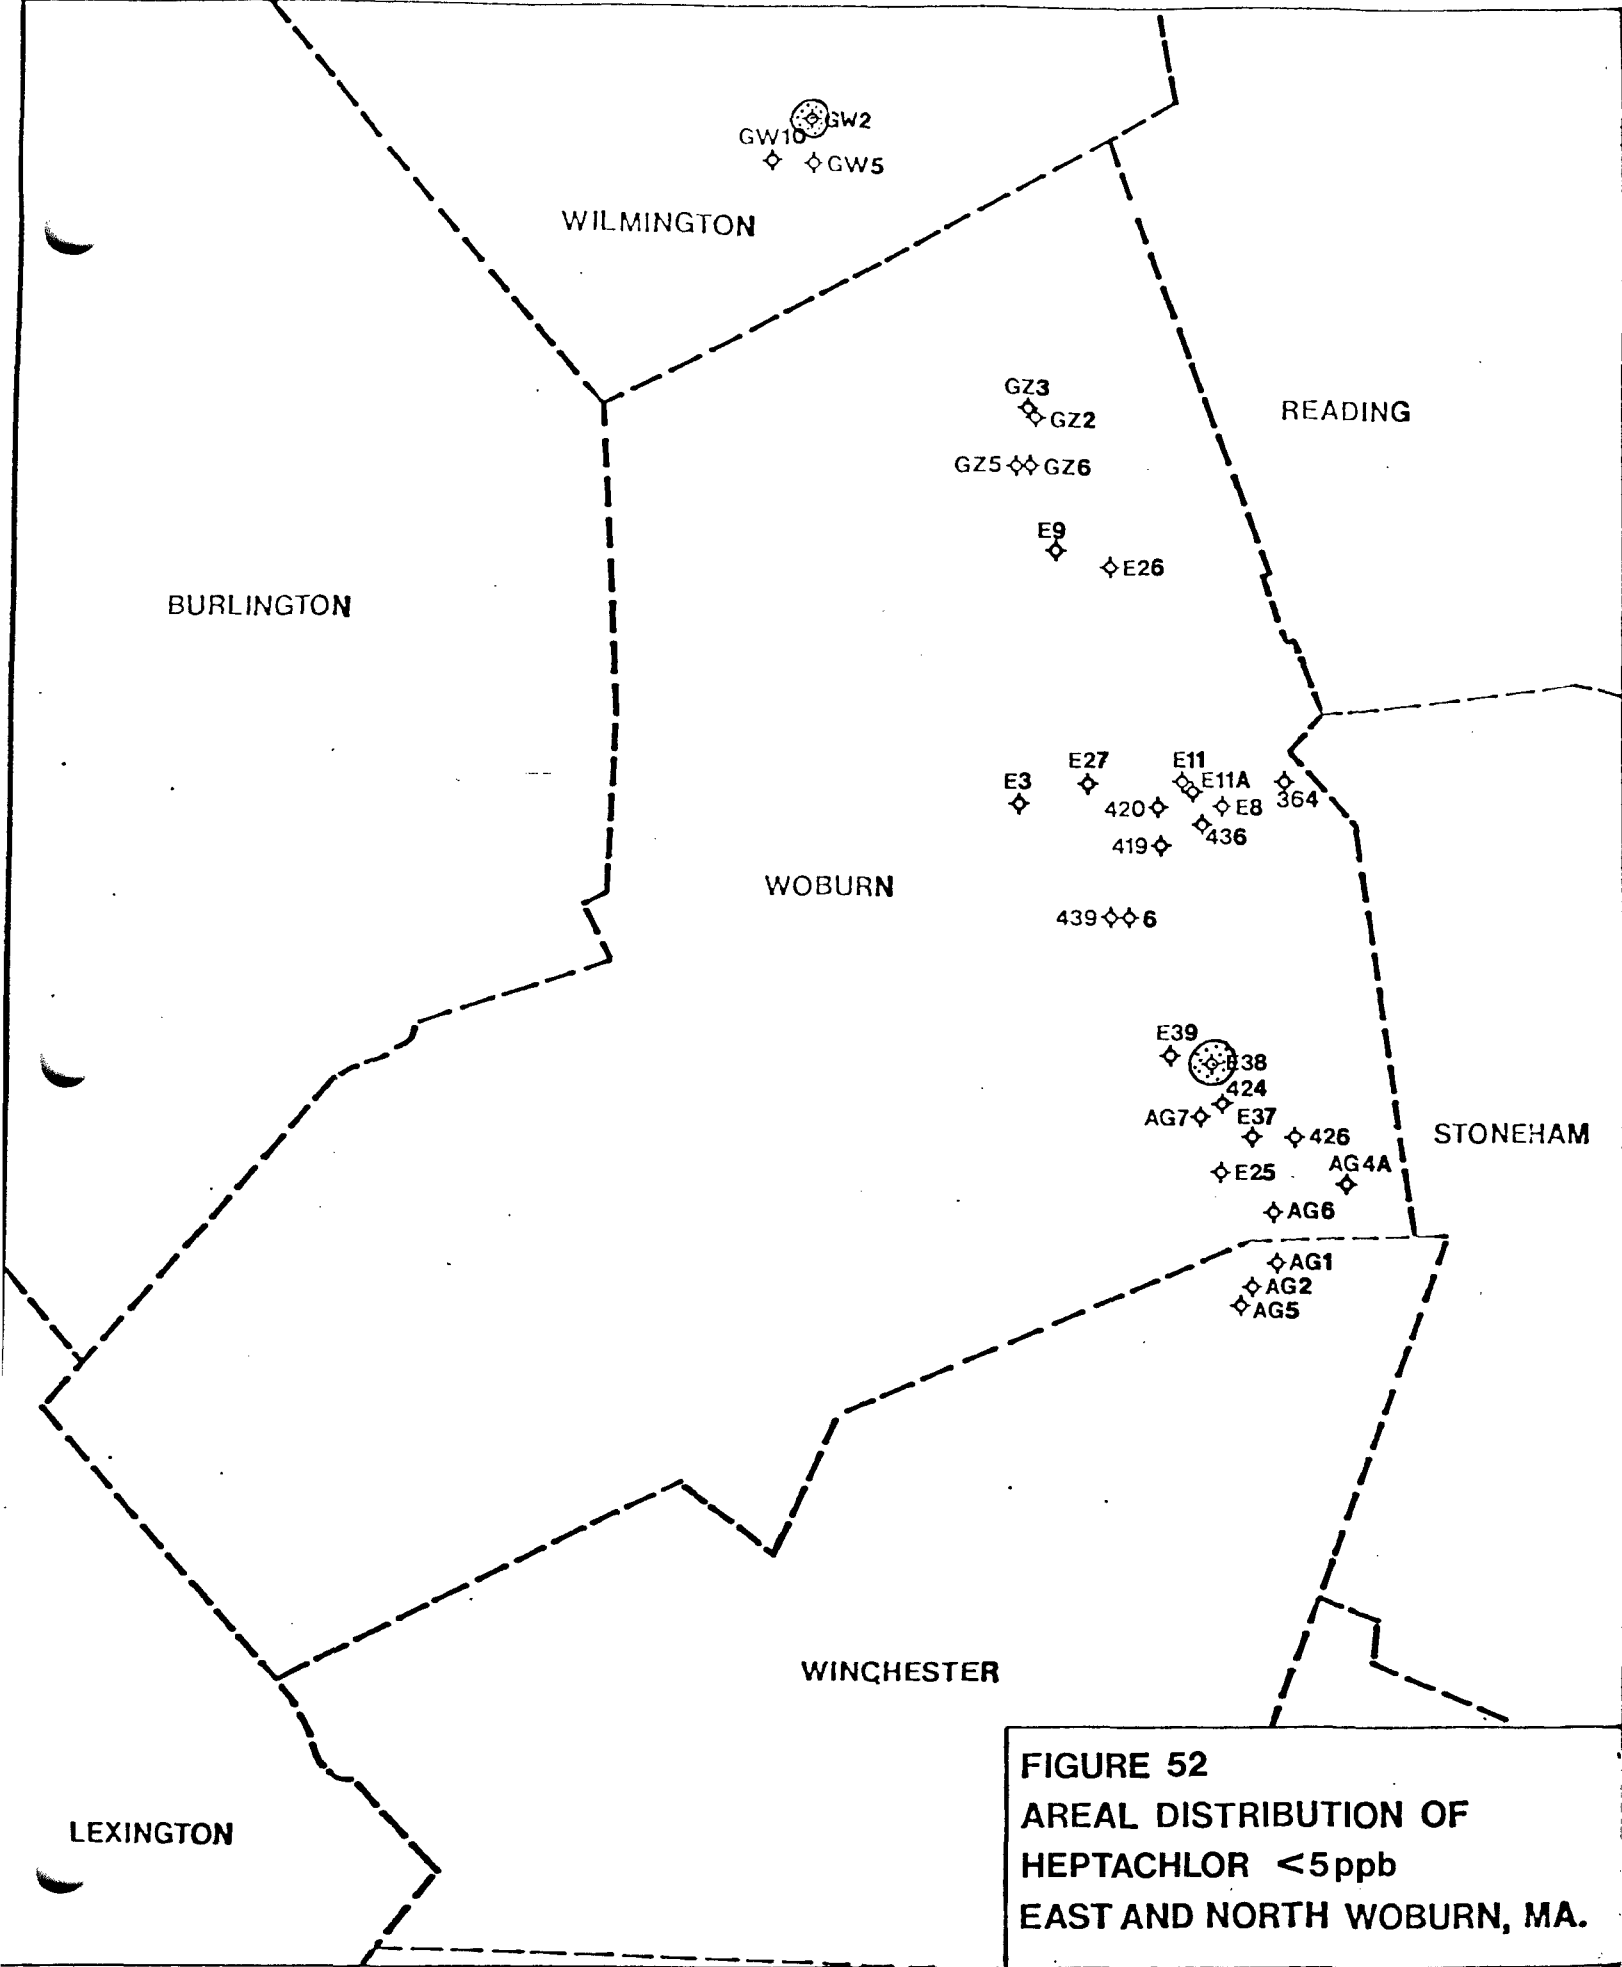 GW2
GW10
GW5
WILMINGTON
GZ3
GZ2
READING
GZ5 GZ6
E9
E26
BURLINGTON
E27 E11
E3 E11A
420 E8 364
436
419
WOBURN
439 6
E39
E38
424
AG7 E37
426 STONEHAM
AG4A
E25
AG6
AG1
AG2
AG5
WINCHESTER
FIGURE 52
AREAL DISTRIBUTION OF
LEXINGTON
HEPTACHLOR <5ppb
EAST AND NORTH WOBURN, MA.